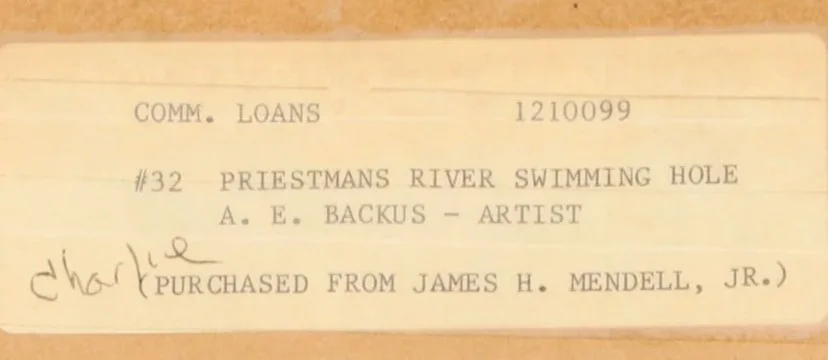 COMM. LOANS 1210099
#32 PRIESTMANS RIVER SWIMMING HOLE
A. E. BACKUS - ARTIST
Charlie (PURCHASED FROM JAMES H. MENDELL, JR.)